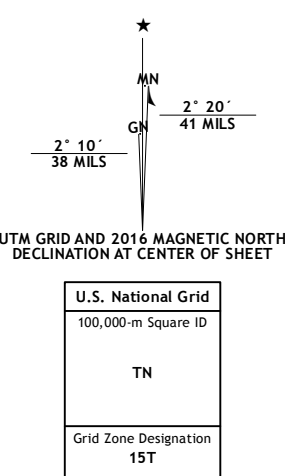 ★
MN
GN
2° 20´
41 MILS
2° 10´
38 MILS
UTM GRID AND 2016 MAGNETIC NORTH
DECLINATION AT CENTER OF SHEET
U.S. National Grid
100,000-m Square ID
TN
Grid Zone Designation
15T